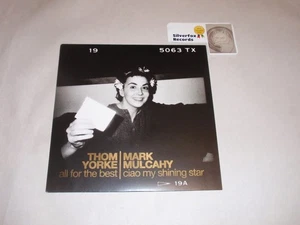 Silverfox
Records
19 5063 TX
THOM MARK
YORKE MULCAHY
all for the best ciao my shining star
19A